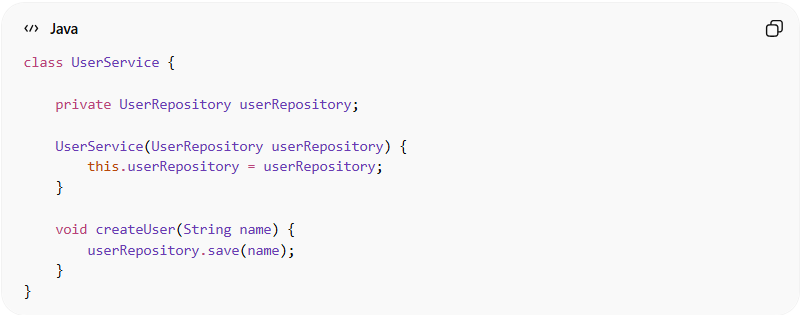 Java
class UserService {
private UserRepository userRepository;
UserService(UserRepository userRepository) {
this.userRepository = userRepository;
}
void createUser(String name) {
userRepository.save(name);
}
}